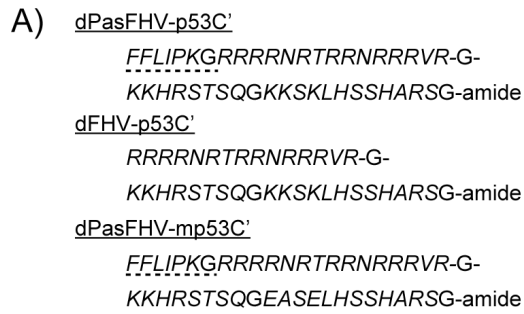 A)
dPasFHV-p53C'
FFLIPKGRRRRNRTRRNRRRVR-G-
KKHRSTSQGKKSKLHSSHARSG-amide
dFHV-p53C'
RRRRNRTRRNRRRVR-G-
KKHRSTSQGKKSKLHSSHARSG-amide
dPasFHV-mp53C'
FFLIPKGRRRRNRTRRNRRRVR-G-
KKHRSTSQGEASELHSSHARSG-amide